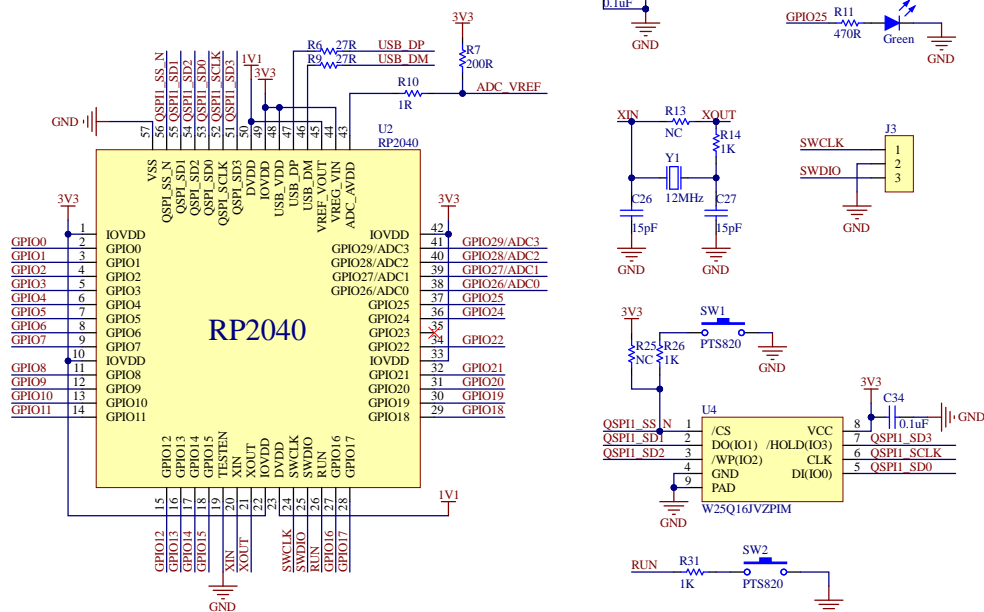 0.1uF
GND
GPIO25
R11
470R
Green
GND
3V3
R6 27R USB_DP
R9 27R USB_DM
R7
200R
1V1
3V3
R10
1R
ADC_VREF
QSPI1_SS_N
QSPI1_SD1
QSPI1_SD2
QSPI1_SD0
QSPI1_SCLK
QSPI1_SD3
GND
57 56 55 54 53 52 51 50 49 48 47 46 45 44 43
U2
RP2040
VSS
QSPI_SS_N
QSPI_SD1
QSPI_SD2
QSPI_SD0
QSPI_SCLK
QSPI_SD3
DVDD
IOVDD
USB_VDD
USB_DP
USB_DM
VREF_VOUT
VREG_VIN
ADC_AVDD
3V3
3V3
1 IOVDD
GPIO0 2 GPIO0
GPIO1 3 GPIO1
GPIO2 4 GPIO2
GPIO3 5 GPIO3
GPIO4 6 GPIO4
GPIO5 7 GPIO5
GPIO6 8 GPIO6
GPIO7 9 GPIO7
10 IOVDD
GPIO8 11 GPIO8
GPIO9 12 GPIO9
GPIO10 13 GPIO10
GPIO11 14 GPIO11
RP2040
IOVDD 42
GPIO29/ADC3 41 GPIO29/ADC3
GPIO28/ADC2 40 GPIO28/ADC2
GPIO27/ADC1 39 GPIO27/ADC1
GPIO26/ADC0 38 GPIO26/ADC0
GPIO25 37 GPIO25
GPIO24 36 GPIO24
GPIO23 35
GPIO22 34 GPIO22
IOVDD 33
GPIO21 32 GPIO21
GPIO20 31 GPIO20
GPIO19 30 GPIO19
GPIO18 29 GPIO18
GPIO12
GPIO13
GPIO14
GPIO15
TESTEN
XIN
XOUT
IOVDD
DVDD
SWCLK
SWDIO
RUN
GPIO16
GPIO17
15 16 17 18 19 20 21 22 23 24 25 26 27 28
1V1
GPIO12
GPIO13
GPIO14
GPIO15
XIN
XOUT
SWCLK
SWDIO
RUN
GPIO16
GPIO17
GND
XIN
R13
NC
XOUT
R14
1K
Y1
12MHz
C26
15pF
C27
15pF
GND
GND
J3
SWCLK 1
2
SWDIO 3
GND
3V3
R25
NC
R26
1K
SW1
PTS820
GND
3V3
C34
0.1uF
GND
U4
QSPI1_SS_N 1 /CS
QSPI1_SD1 2 DO(IO1)
QSPI1_SD2 3 /WP(IO2)
4 GND
9 PAD
VCC 8
/HOLD(IO3) 7 QSPI1_SD3
CLK 6 QSPI1_SCLK
DI(IO0) 5 QSPI1_SD0
W25Q16JVZPIM
GND
RUN
R31
1K
SW2
PTS820